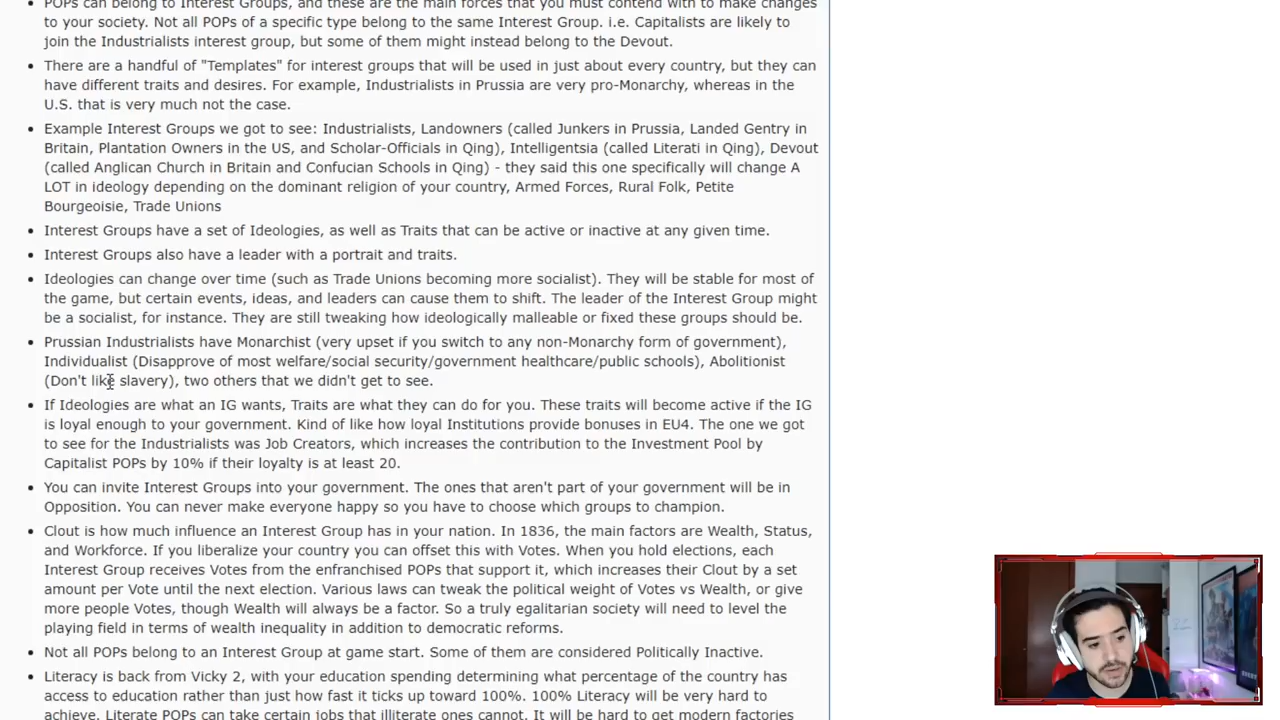 POPs can belong to Interest Groups, and these are the main forces that you must contend with to make changes
to your society. Not all POPs of a specific type belong to the same Interest Group. i.e. Capitalists are likely to
join the Industrialists interest group, but some of them might instead belong to the Devout.
There are a handful of "Templates" for interest groups that will be used in just about every country, but they can
have different traits and desires. For example, Industrialists in Prussia are very pro-Monarchy, whereas in the
U.S. that is very much not the case.
Example Interest Groups we got to see: Industrialists, Landowners (called Junkers in Prussia, Landed Gentry in
Britain, Plantation Owners in the US, and Scholar-Officials in Qing), Intelligentsia (called Literati in Qing), Devout
(called Anglican Church in Britain and Confucian Schools in Qing) - they said this one specifically will change A
LOT in ideology depending on the dominant religion of your country, Armed Forces, Rural Folk, Petite
Bourgeoisie, Trade Unions
Interest Groups have a set of Ideologies, as well as Traits that can be active or inactive at any given time.
Interest Groups also have a leader with a portrait and traits.
Ideologies can change over time (such as Trade Unions becoming more socialist). They will be stable for most of
the game, but certain events, ideas, and leaders can cause them to shift. The leader of the Interest Group might
be a socialist, for instance. They are still tweaking how ideologically malleable or fixed these groups should be.
Prussian Industrialists have Monarchist (very upset if you switch to any non-Monarchy form of government),
Individualist (Disapprove of most welfare/social security/government healthcare/public schools), Abolitionist
(Don't like slavery), two others that we didn't get to see.
If Ideologies are what an IG wants, Traits are what they can do for you. These traits will become active if the IG
is loyal enough to your government. Kind of like how loyal Institutions provide bonuses in EU4. The one we got
to see for the Industrialists was Job Creators, which increases the contribution to the Investment Pool by
Capitalist POPs by 10% if their loyalty is at least 20.
You can invite Interest Groups into your government. The ones that aren't part of your government will be in
Opposition. You can never make everyone happy so you have to choose which groups to champion.
Clout is how much influence an Interest Group has in your nation. In 1836, the main factors are Wealth, Status,
and Workforce. If you liberalize your country you can offset this with Votes. When you hold elections, each
Interest Group receives Votes from the enfranchised POPs that support it, which increases their Clout by a set
amount per Vote until the next election. Various laws can tweak the political weight of Votes vs Wealth, or give
more people Votes, though Wealth will always be a factor. So a truly egalitarian society will need to level the
playing field in terms of wealth inequality in addition to democratic reforms.
Not all POPs belong to an Interest Group at game start. Some of them are considered Politically Inactive.
Literacy is back from Vicky 2, with your education spending determining what percentage of the country has
access to education rather than just how fast it ticks up toward 100%. 100% Literacy will be very hard to
achieve. Literate POPs can take certain jobs that illiterate ones cannot. It will be hard to get modern factories